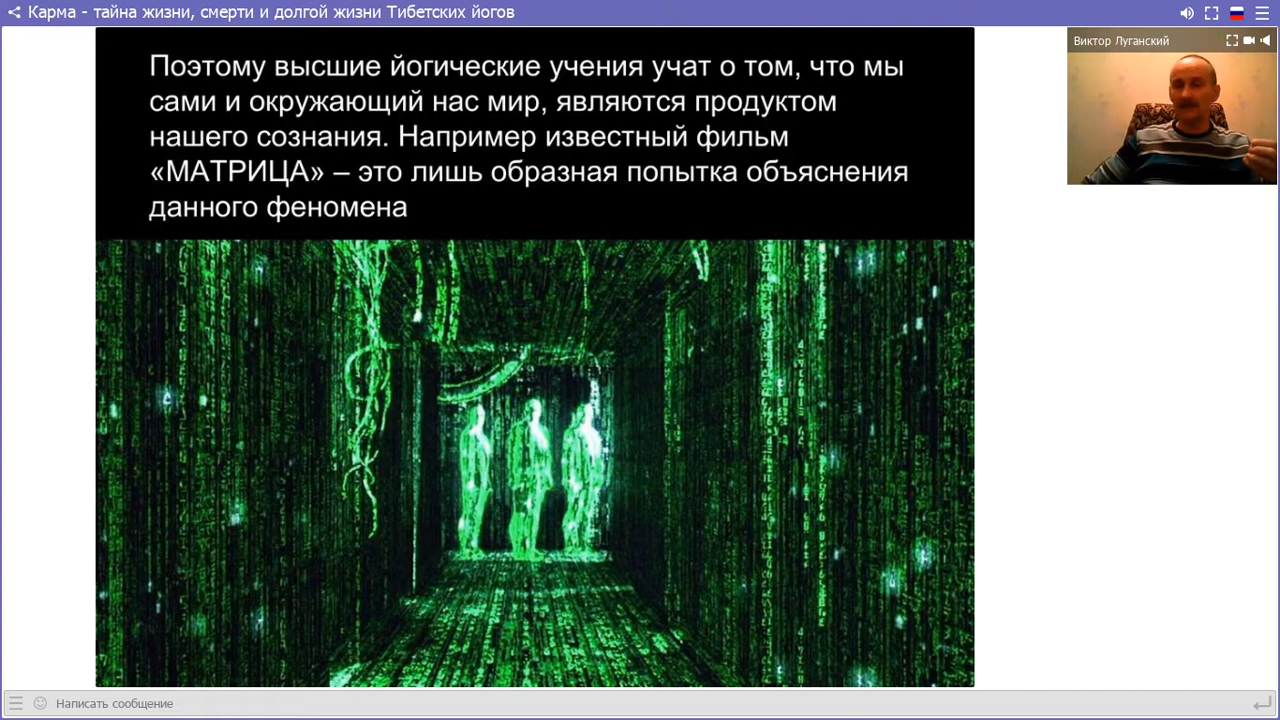 Карма - тайна жизни, смерти и долгой жизни Тибетских йогов
Виктор Луганский
Поэтому высшие йогические учения учат о том, что мы
сами и окружающий нас мир, являются продуктом
нашего сознания. Например известный фильм
«МАТРИЦА» – это лишь образная попытка объяснения
данного феномена
Написать сообщение